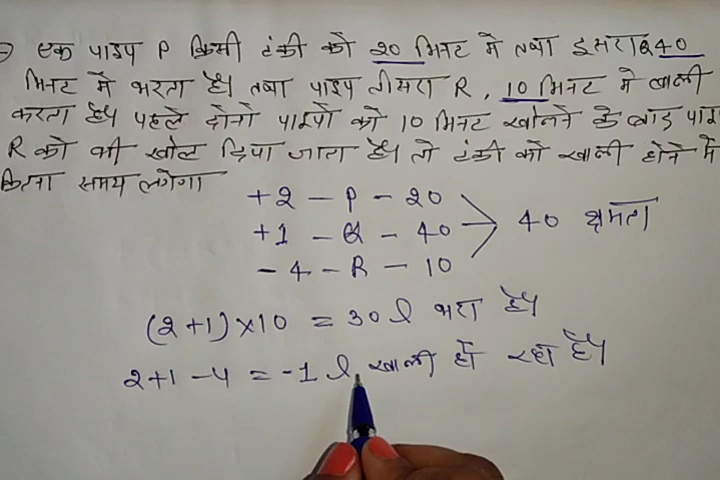 एक पाइप P किसी टंकी को 20 मिनट में तथा दूसरा Q 40
मिनट में भरता है। तथा पाइप तीसरा R, 10 मिनट में खाली
करता है। पहले दोनो पाइपो को 10 मिनट खोलने के बाद पाइ
R को भी खोल दिया जाता है। तो टंकी को खाली होने में
कितना समय लगेगा
+2 - P - 20
+1 - Q - 40 40 क्षमता
-4 - R - 10
(2+1)×10 = 30 l भरा है।
2+1-4 = -1 l खाली हो रहा है।